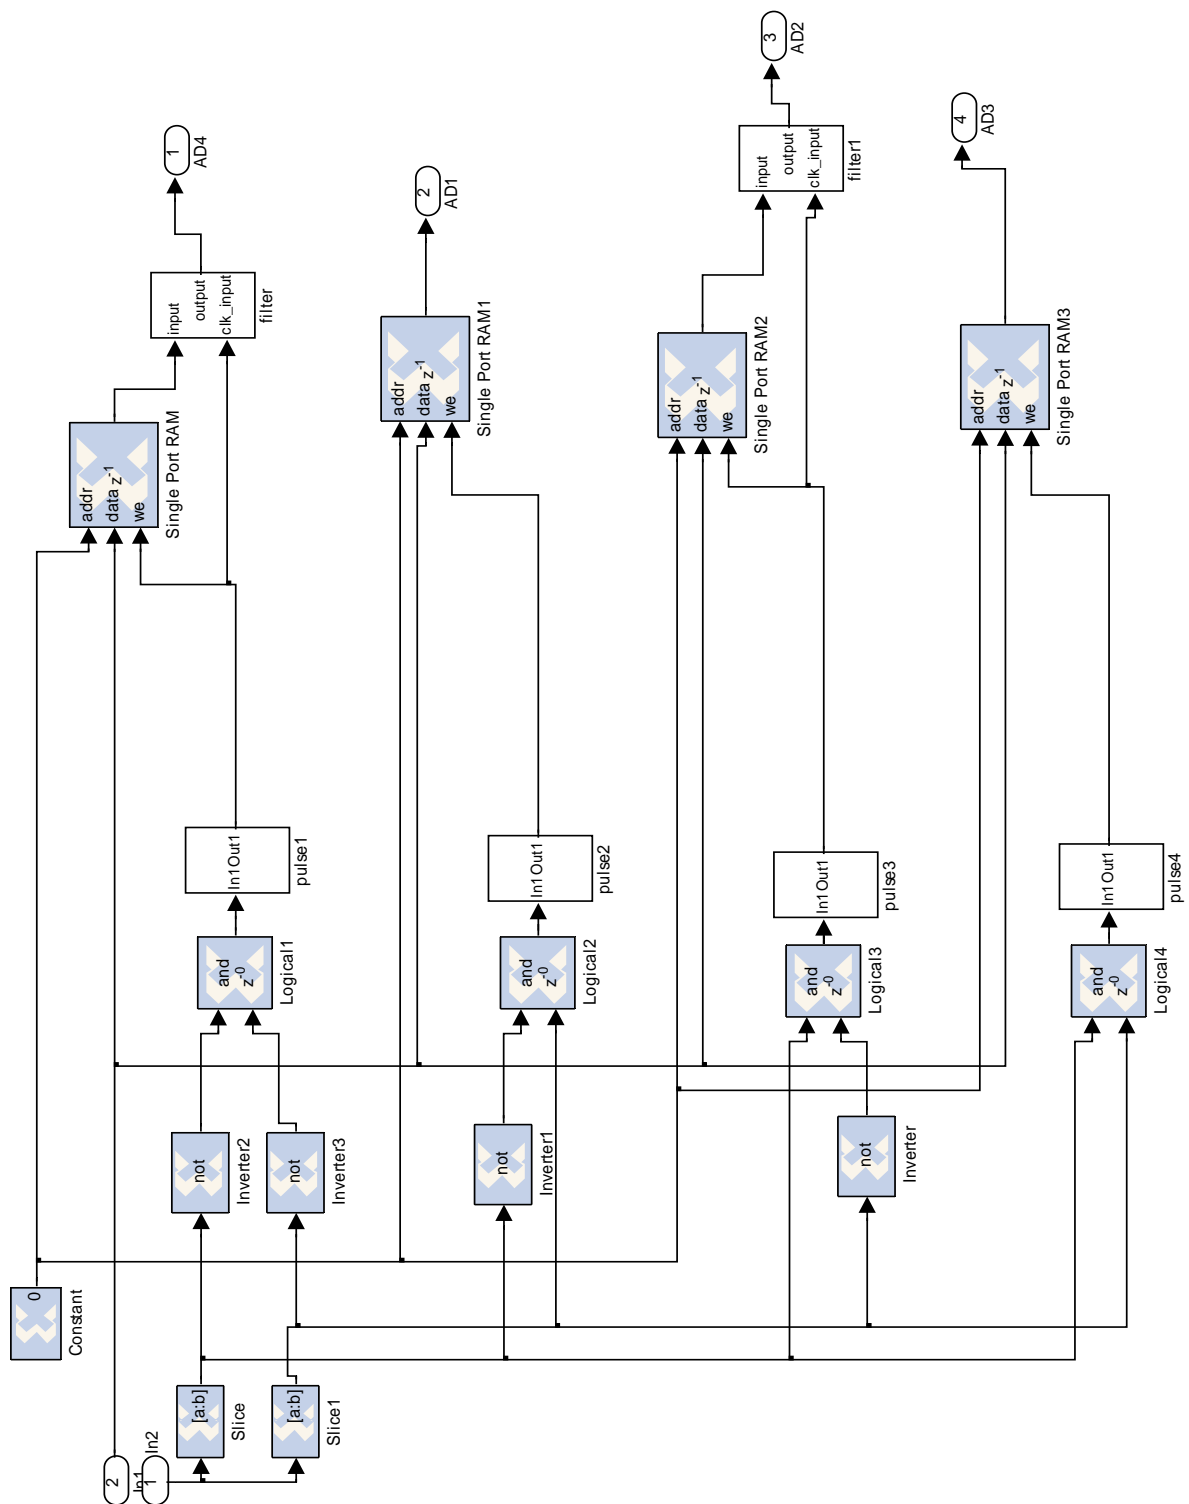 3
AD2
4
AD3
1
AD4
2
AD1
input
output
clk_input
filter1
input
output
clk_input
filter
addr
data z-1
we
Single Port RAM1
addr
data z-1
we
Single Port RAM2
addr
data z-1
we
Single Port RAM3
addr
data z-1
we
Single Port RAM
In1 Out1
pulse1
In1 Out1
pulse2
In1 Out1
pulse3
In1 Out1
pulse4
and
z-0
Logical1
and
z-0
Logical2
and
z-0
Logical3
and
z-0
Logical4
not
Inverter2
not
Inverter3
not
Inverter1
not
Inverter
0
Constant
[a:b]
Slice
[a:b]
Slice1
2
In2
1
In1